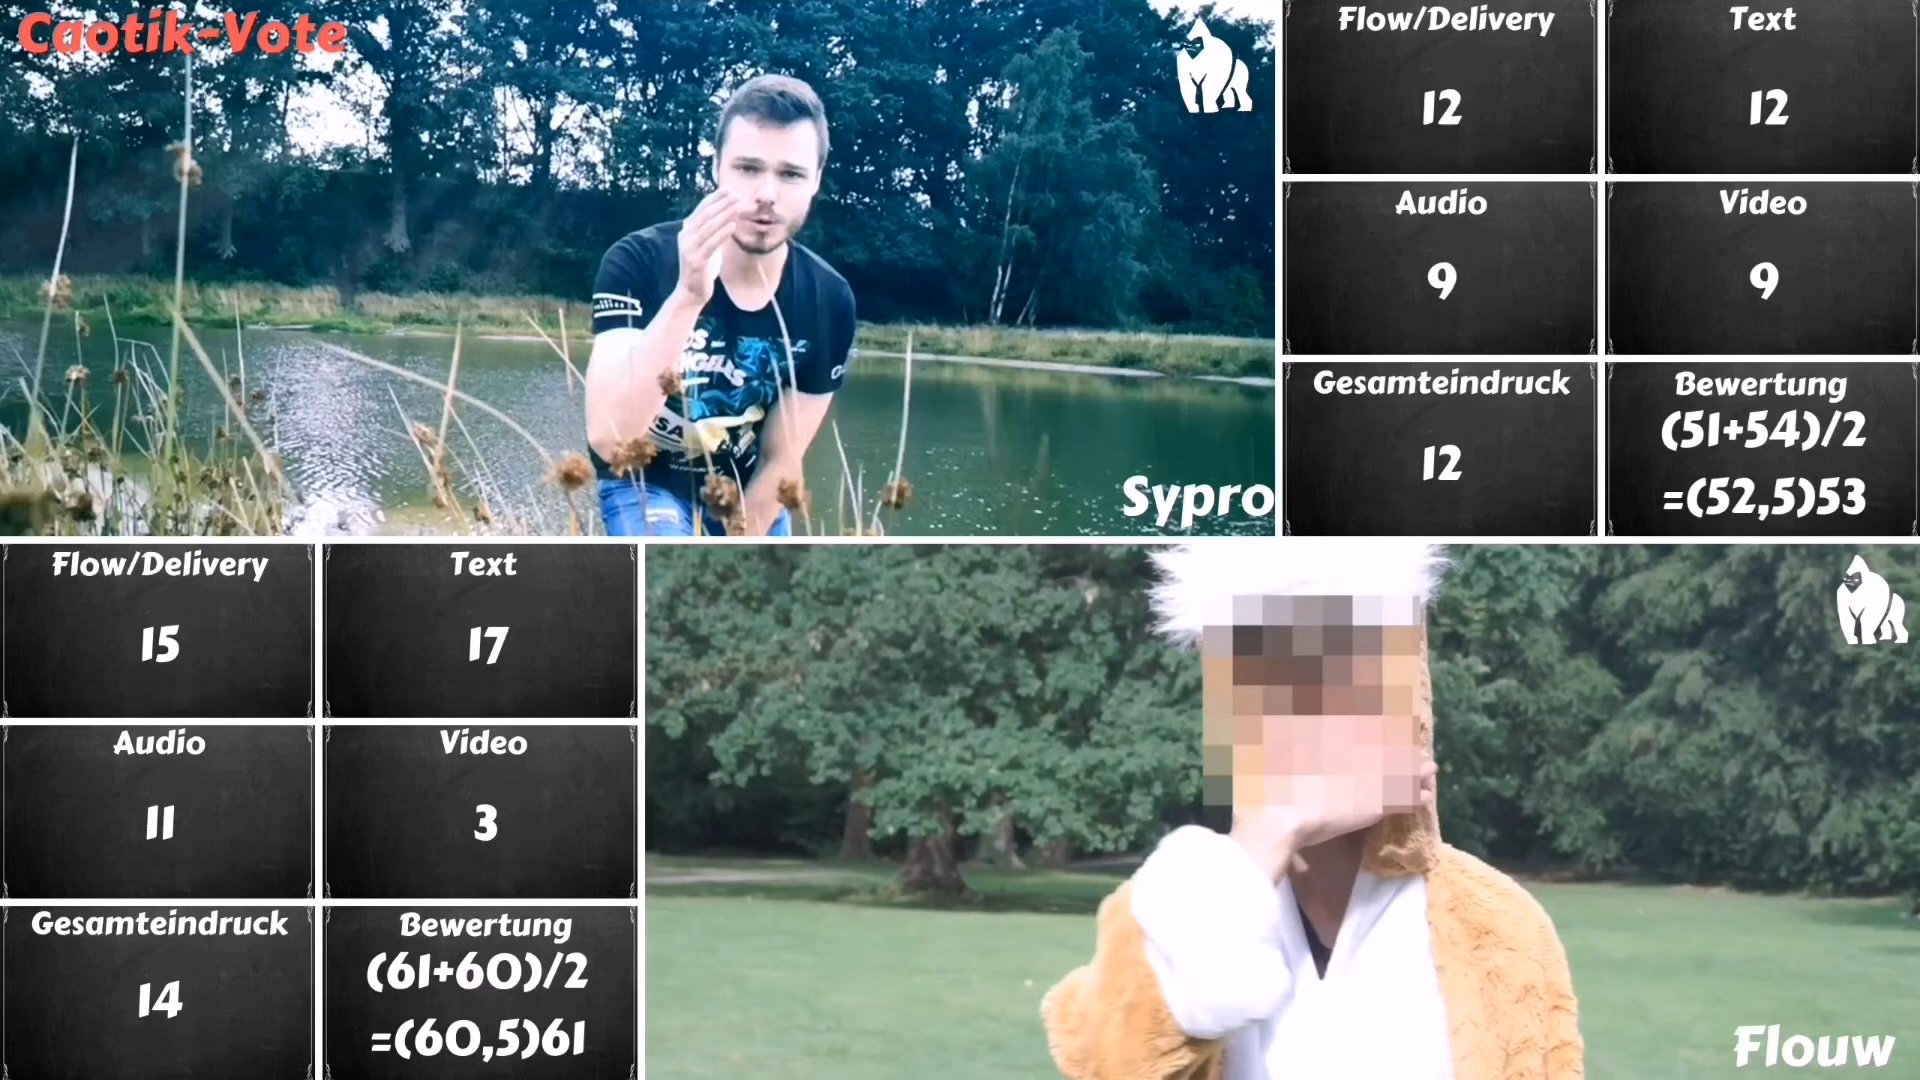 Caotik-Vote
Sypro
Flow/Delivery
12
Text
12
Audio
9
Video
9
Gesamteindruck
12
Bewertung
(51+54)/2
=(52,5)53
Flow/Delivery
15
Text
17
Audio
11
Video
3
Gesamteindruck
14
Bewertung
(61+60)/2
=(60,5)61
Flouw